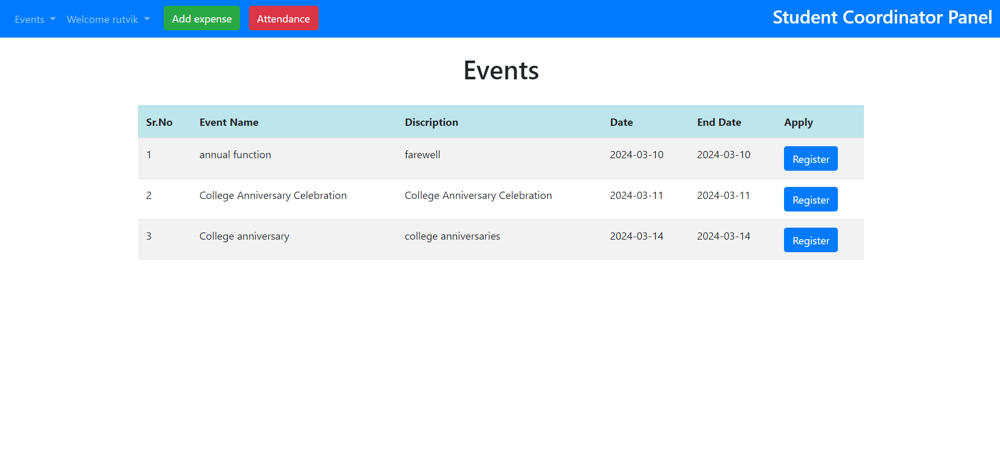 Events Welcome rutvik Add expense Attendance Student Coordinator Panel
Events
Sr.No Event Name Discription Date End Date Apply
1 annual function farewell 2024-03-10 2024-03-10 Register
2 College Anniversary Celebration College Anniversary Celebration 2024-03-11 2024-03-11 Register
3 College anniversary college anniversaries 2024-03-14 2024-03-14 Register